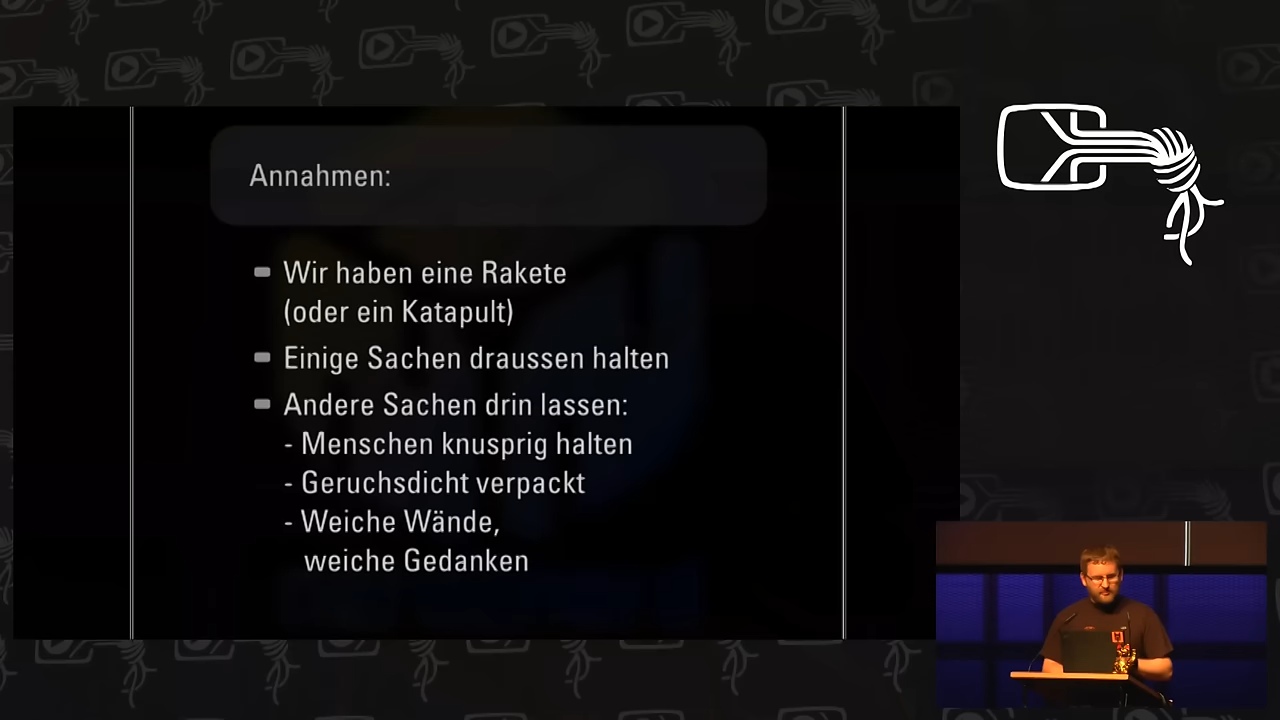 Annahmen:
Wir haben eine Rakete
(oder ein Katapult)
Einige Sachen draussen halten
Andere Sachen drin lassen:
- Menschen knusprig halten
- Geruchsdicht verpackt
- Weiche Wände,
weiche Gedanken